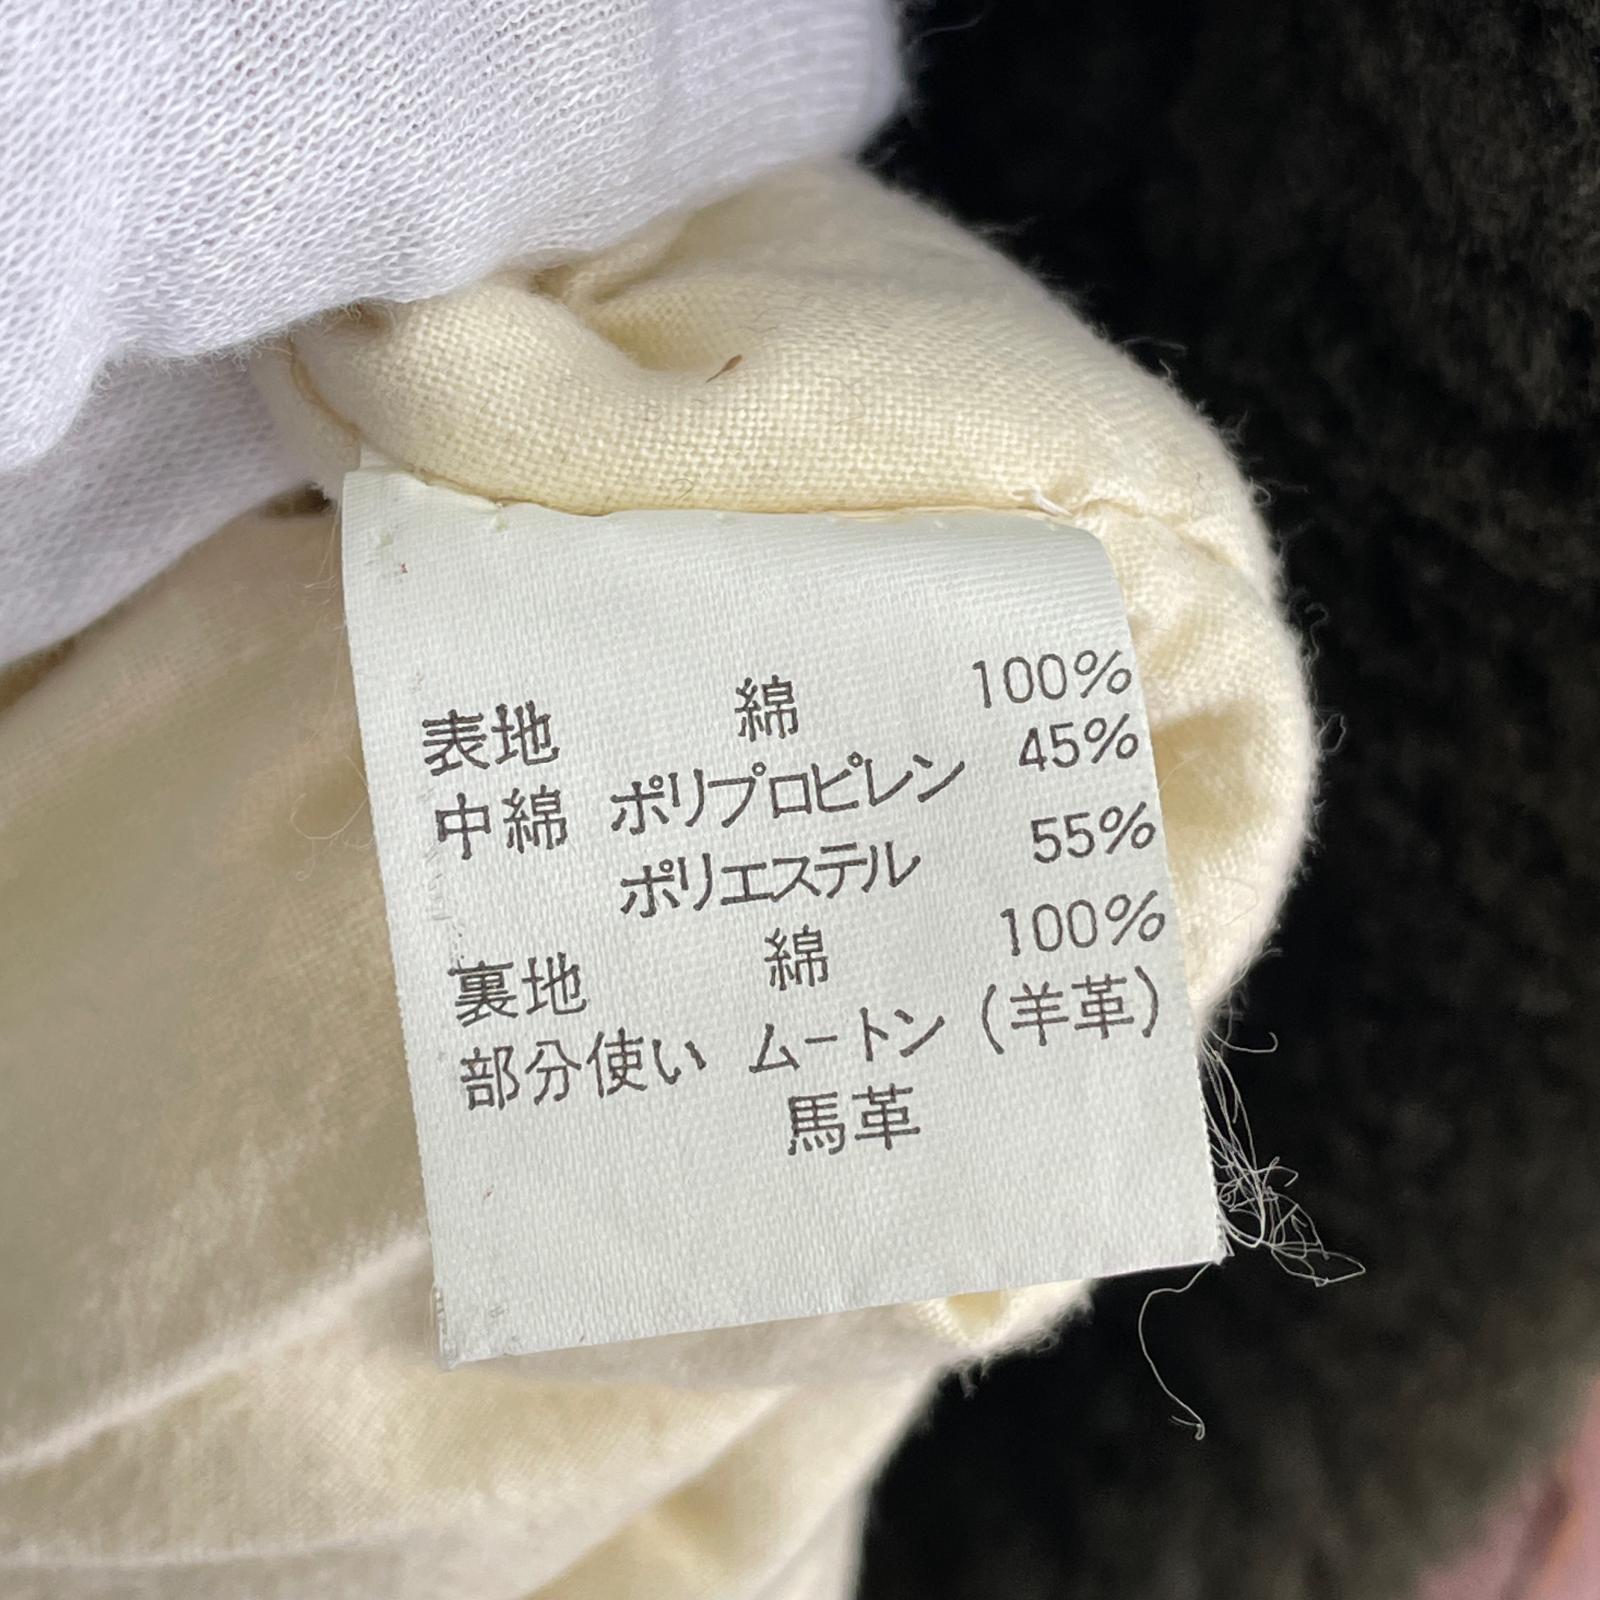 表地 綿 100%
中綿 ポリプロピレン 45%
ポリエステル 55%
裏地 綿 100%
部分使い ムートン (羊革)
馬革